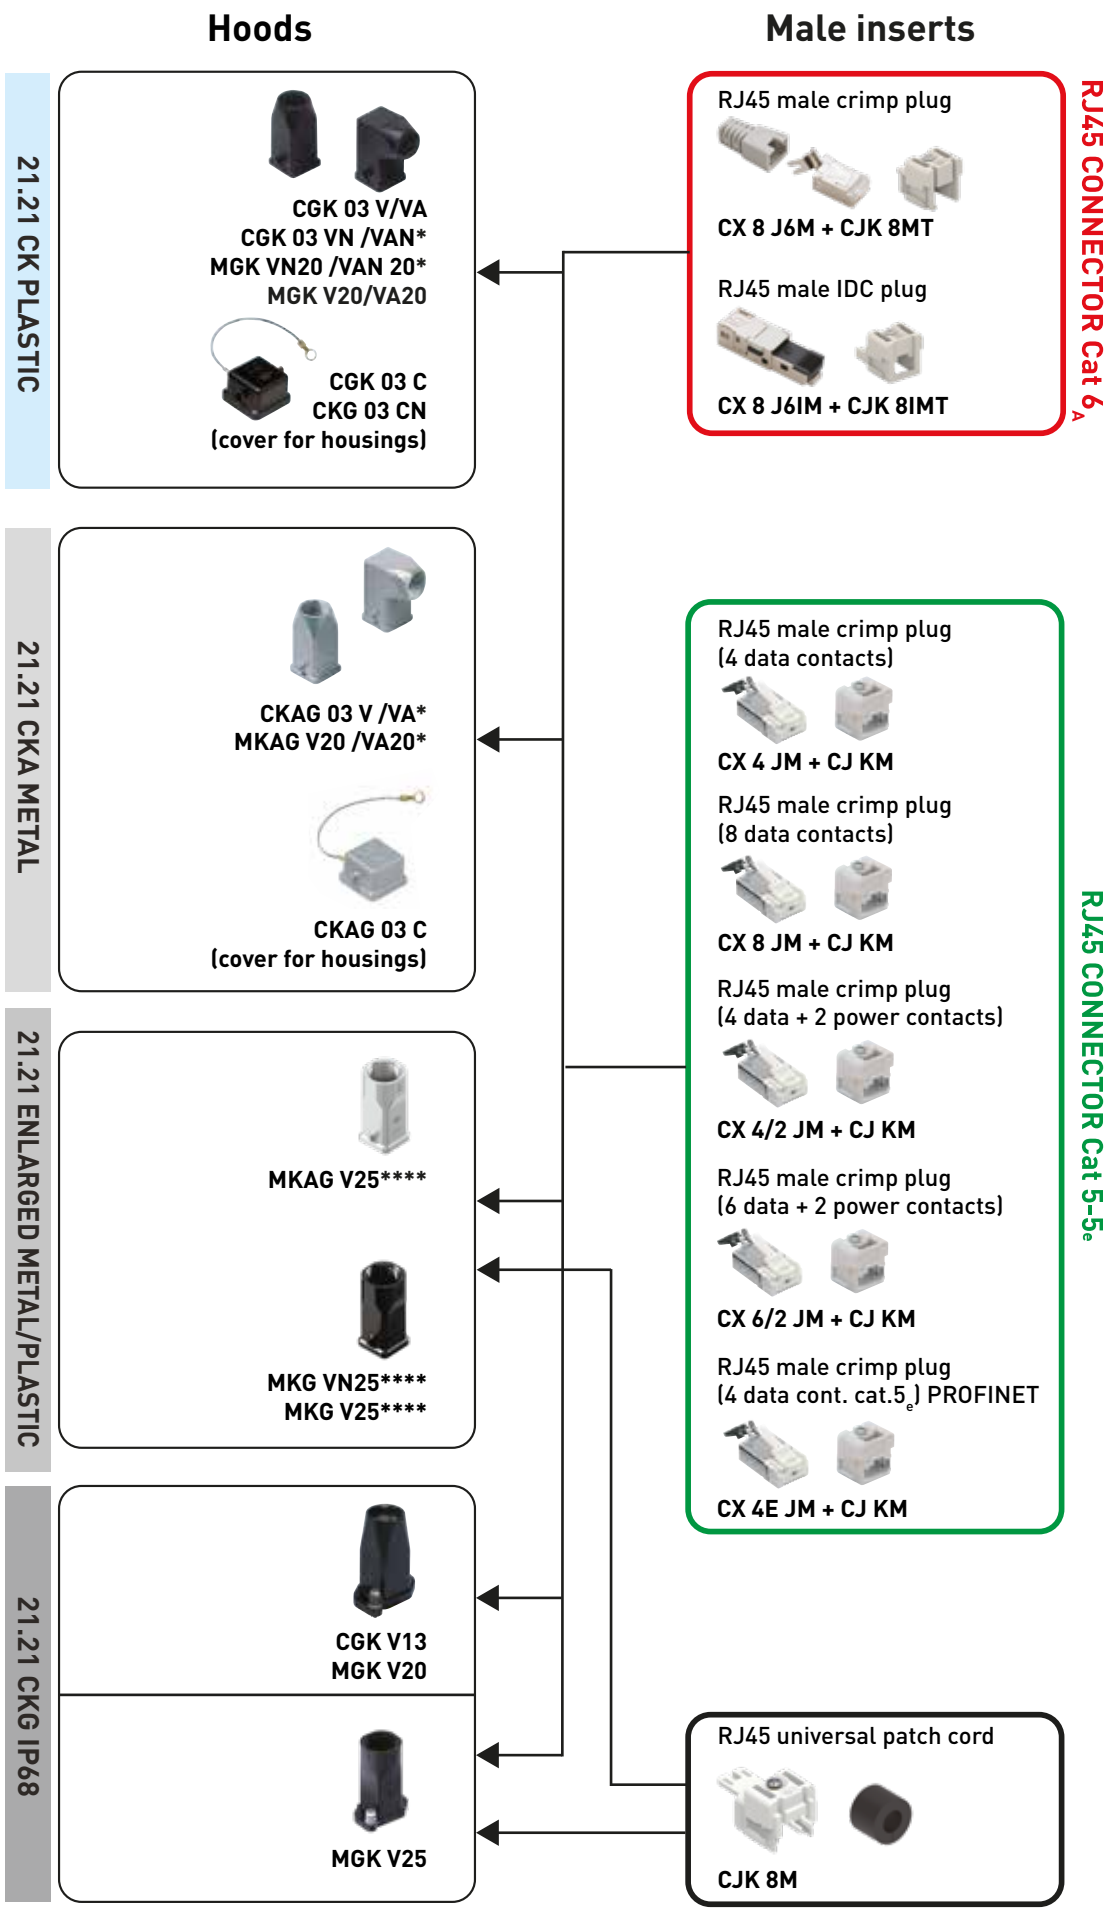 Hoods
Male inserts
21.21 CK PLASTIC
CGK 03 V/VA
CGK 03 VN /VAN*
MGK VN20 /VAN 20*
MGK V20/VA20
CGK 03 C
CKG 03 CN
(cover for housings)
21.21 CKA METAL
CKAG 03 V /VA*
MKAG V20 /VA20*
CKAG 03 C
(cover for housings)
21.21 ENLARGED METAL/PLASTIC
MKAG V25****
MKG VN25****
MKG V25****
21.21 CKG IP68
CGK V13
MGK V20
MGK V25
RJ45 CONNECTOR Cat 6A
RJ45 male crimp plug
CX 8 J6M + CJK 8MT
RJ45 male IDC plug
CX 8 J6IM + CJK 8IMT
RJ45 CONNECTOR Cat 5-5e
RJ45 male crimp plug
(4 data contacts)
CX 4 JM + CJ KM
RJ45 male crimp plug
(8 data contacts)
CX 8 JM + CJ KM
RJ45 male crimp plug
(4 data + 2 power contacts)
CX 4/2 JM + CJ KM
RJ45 male crimp plug
(6 data + 2 power contacts)
CX 6/2 JM + CJ KM
RJ45 male crimp plug
(4 data cont. cat.5e) PROFINET
CX 4E JM + CJ KM
RJ45 universal patch cord
CJK 8M